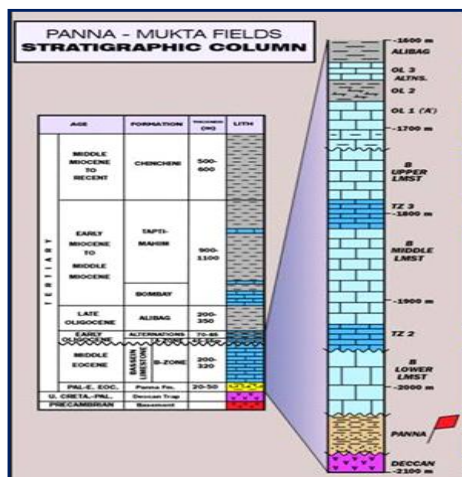 PANNA - MUKTA FIELDS
STRATIGRAPHIC COLUMN
AGE
FORMATION
THICKNESS
(m)
LITH
TERTIARY
MIDDLE
MIOCENE
TO
RECENT
CHINCHINI
500-
600
EARLY
MIOCENE
TO
MIDDLE
MIOCENE
TAPTI-
MAHIM
900-
1100
BOMBAY
LATE
OLIGOCENE
ALIBAG
200-
350
EARLY
ALTERNATIONS
70-85
MIDDLE
EOCENE
BASSEIN
LIMESTONE
B-ZONE
200-
320
PAL-E. EOC.
Panna Fm.
20-50
U. CRETA.-PAL.
Deccan Trap
PRECAMBRIAN
Basement
-1600 m
ALIBAG
OL 3
ALTNS.
OL 2
OL 1 ('A')
-1700 m
B
UPPER
LMST
TZ 3
-1800 m
B
MIDDLE
LMST
-1900 m
TZ 2
B
LOWER
LMST
-2000 m
PANNA
DECCAN
-2100 m